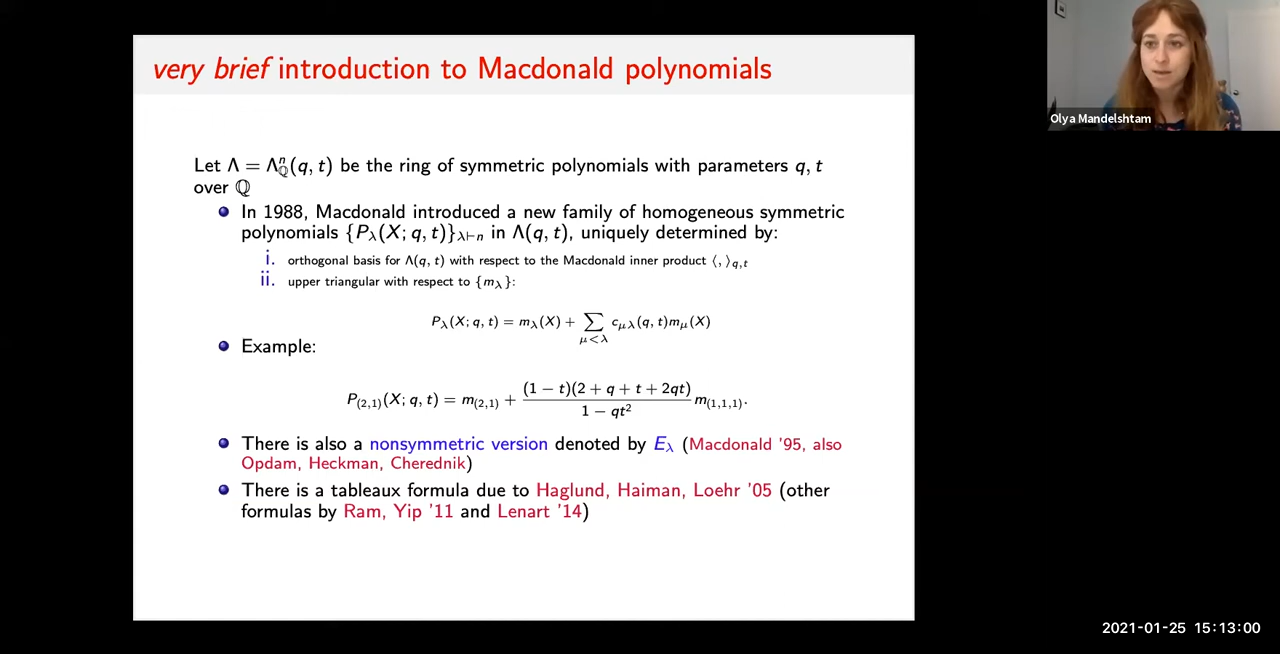 very brief introduction to Macdonald polynomials
Olya Mandelshtam
Let Λ = Λⁿ_ℚ(q, t) be the ring of symmetric polynomials with parameters q, t
over ℚ
In 1988, Macdonald introduced a new family of homogeneous symmetric
polynomials {P_λ(X; q, t)}_{λ⊢n} in Λ(q, t), uniquely determined by:
i. orthogonal basis for Λ(q, t) with respect to the Macdonald inner product ⟨,⟩_{q,t}
ii. upper triangular with respect to {m_λ}:
P_λ(X; q, t) = m_λ(X) + ∑_{μ<λ} c_{μλ}(q, t)m_μ(X)
Example:
P_{(2,1)}(X; q, t) = m_{(2,1)} + (1 − t)(2 + q + t + 2qt) / (1 − qt²) m_{(1,1,1)}.
There is also a nonsymmetric version denoted by E_λ (Macdonald '95, also
Opdam, Heckman, Cherednik)
There is a tableaux formula due to Haglund, Haiman, Loehr '05 (other
formulas by Ram, Yip '11 and Lenart '14)
2021-01-25 15:13:00